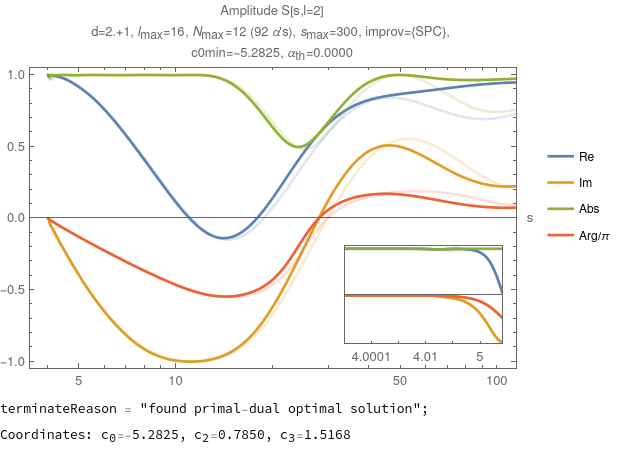 Amplitude S[s,l=2]
d=2.+1, lmax=16, Nmax=12 (92 α's), smax=300, improv={SPC},
c0min=−5.2825, αth=0.0000
1.0
0.5
0.0
−0.5
−1.0
s
Re
Im
Abs
Arg/π
4.0001 4.01 5
5 10 50 100
terminateReason = "found primal-dual optimal solution";
Coordinates: c0=-5.2825, c2=0.7850, c3=1.5168